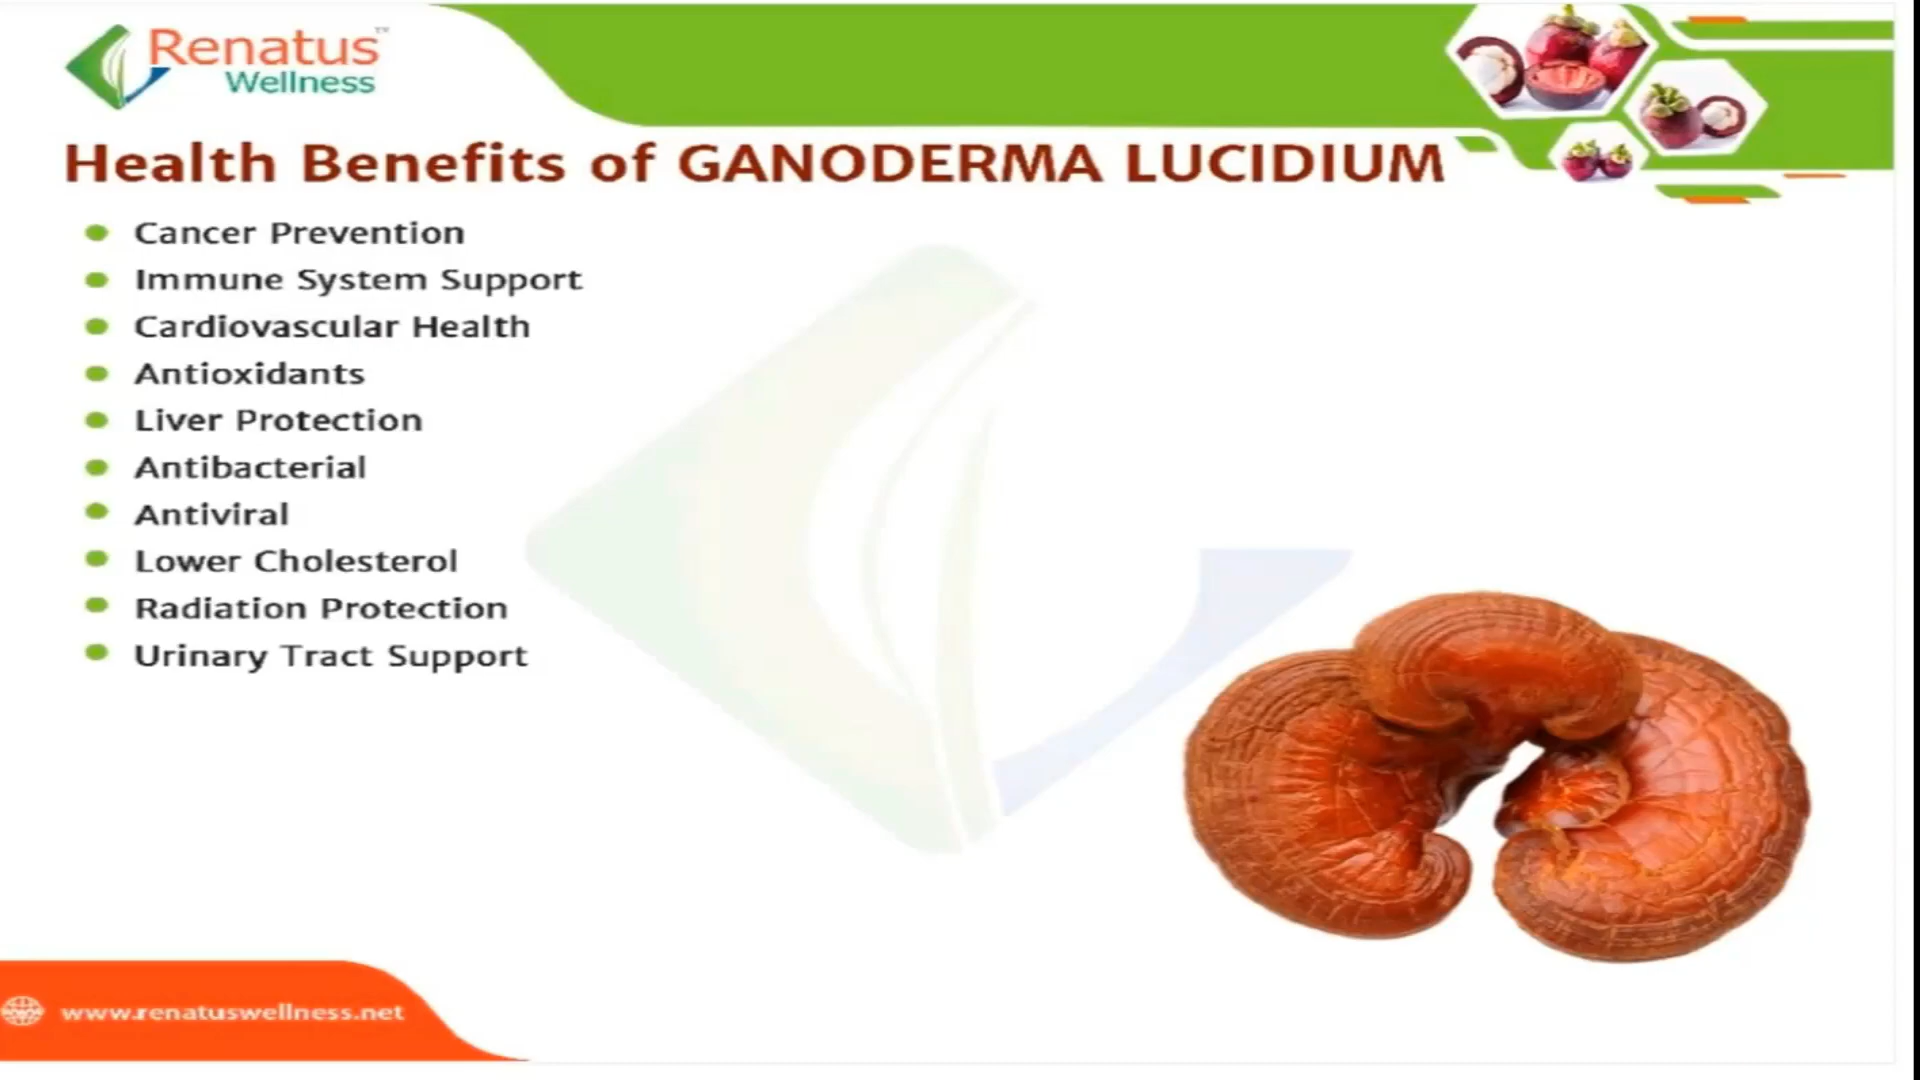 Renatus™
Wellness
Health Benefits of GANODERMA LUCIDIUM
Cancer Prevention
Immune System Support
Cardiovascular Health
Antioxidants
Liver Protection
Antibacterial
Antiviral
Lower Cholesterol
Radiation Protection
Urinary Tract Support
www.renatuswellness.net